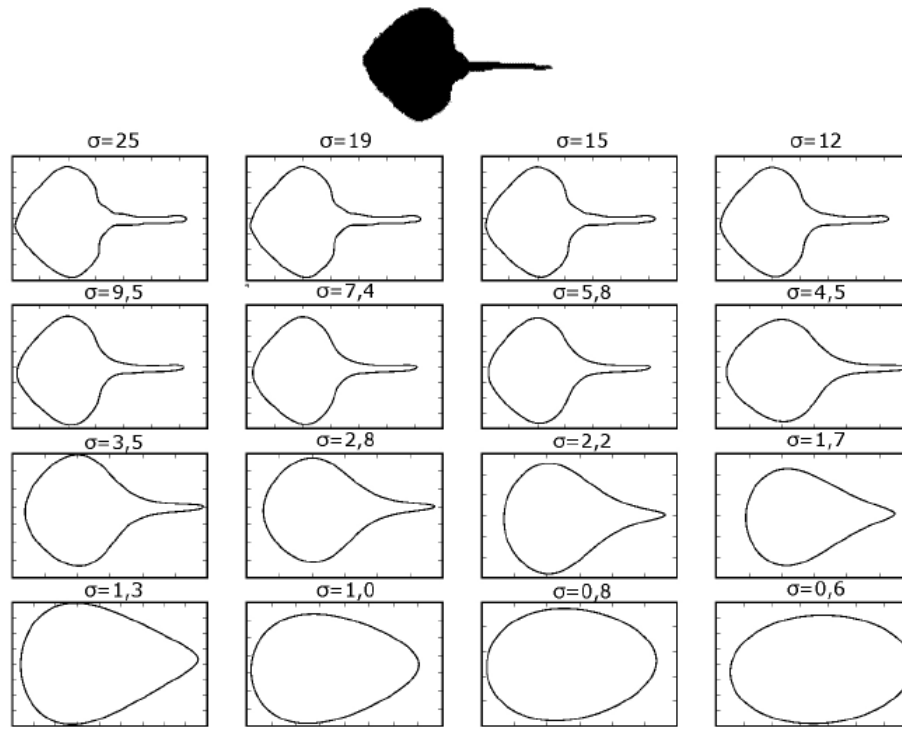 σ=25 σ=19 σ=15 σ=12
σ=9,5 σ=7,4 σ=5,8 σ=4,5
σ=3,5 σ=2,8 σ=2,2 σ=1,7
σ=1,3 σ=1,0 σ=0,8 σ=0,6